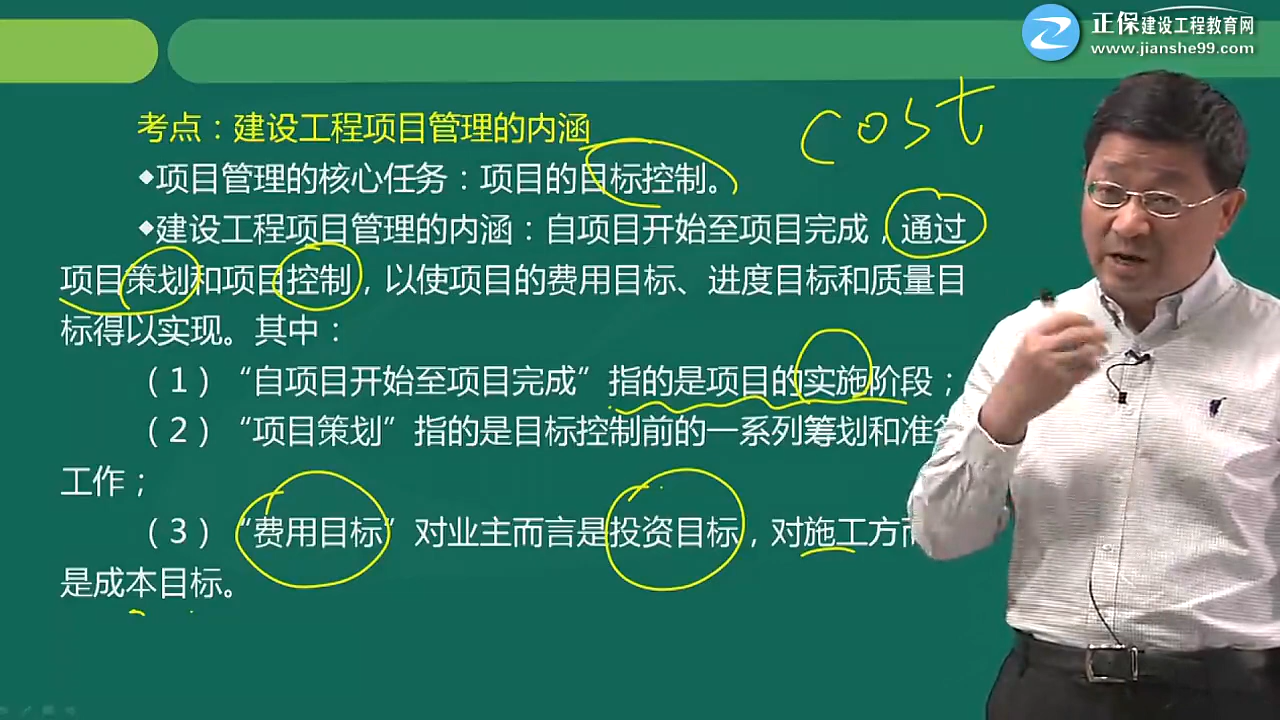 正保建设工程教育网
www.jianshe99.com
cost
考点：建设工程项目管理的内涵
◆项目管理的核心任务：项目的目标控制。
◆建设工程项目管理的内涵：自项目开始至项目完成，通过
项目策划和项目控制，以使项目的费用目标、进度目标和质量目
标得以实现。其中：
（1）“自项目开始至项目完成”指的是项目的实施阶段；
（2）“项目策划”指的是目标控制前的一系列筹划和准备
工作；
（3）“费用目标”对业主而言是投资目标，对施工方而
是成本目标。